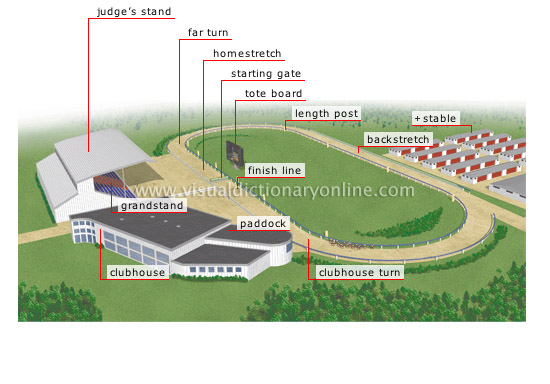 judge's stand
far turn
homestretch
starting gate
tote board
length post
+ stable
backstretch
finish line
www.visualdictionaryonline.com
grandstand
paddock
clubhouse
clubhouse turn